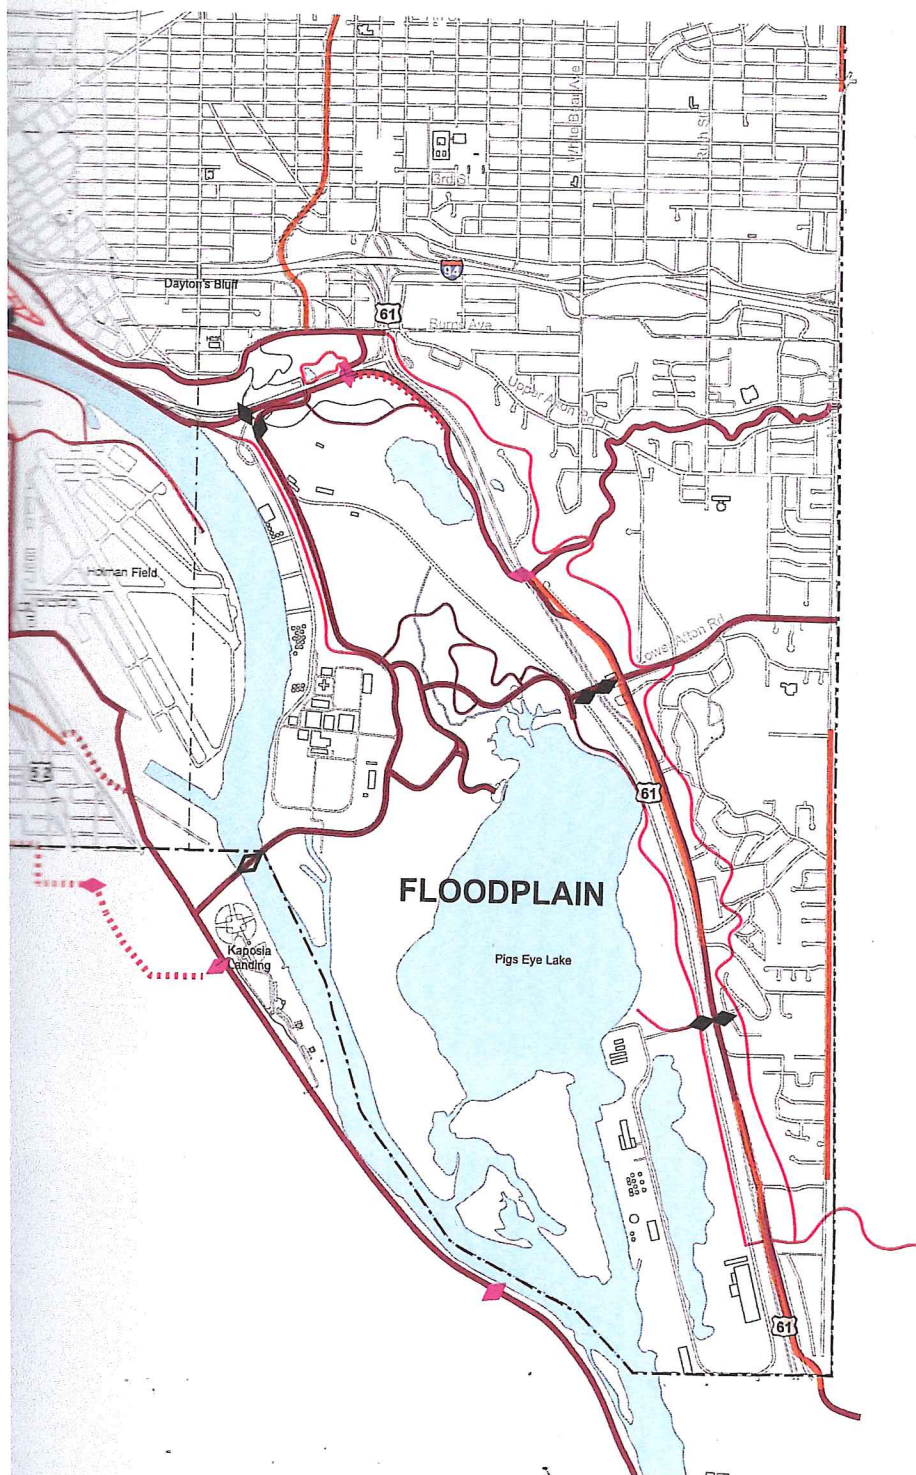 3rd St
White Bear Ave
94
Dayton's Bluff
61
Burns Ave
Upper Afton
Holman Field
Lower Afton Rd
52
61
FLOODPLAIN
Kaposia
Landing
Pigs Eye Lake
61